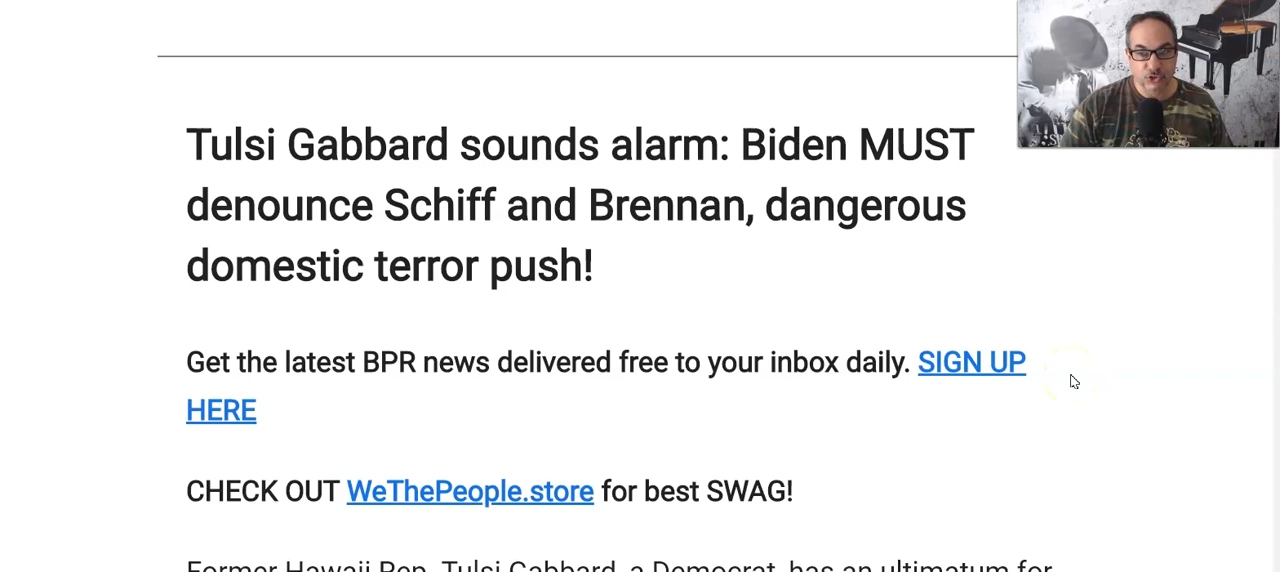 Tulsi Gabbard sounds alarm: Biden MUST
denounce Schiff and Brennan, dangerous
domestic terror push!
Get the latest BPR news delivered free to your inbox daily. SIGN UP
HERE
CHECK OUT WeThePeople.store for best SWAG!
Former Hawaii Rep. Tulsi Gabbard, a Democrat, has an ultimatum for